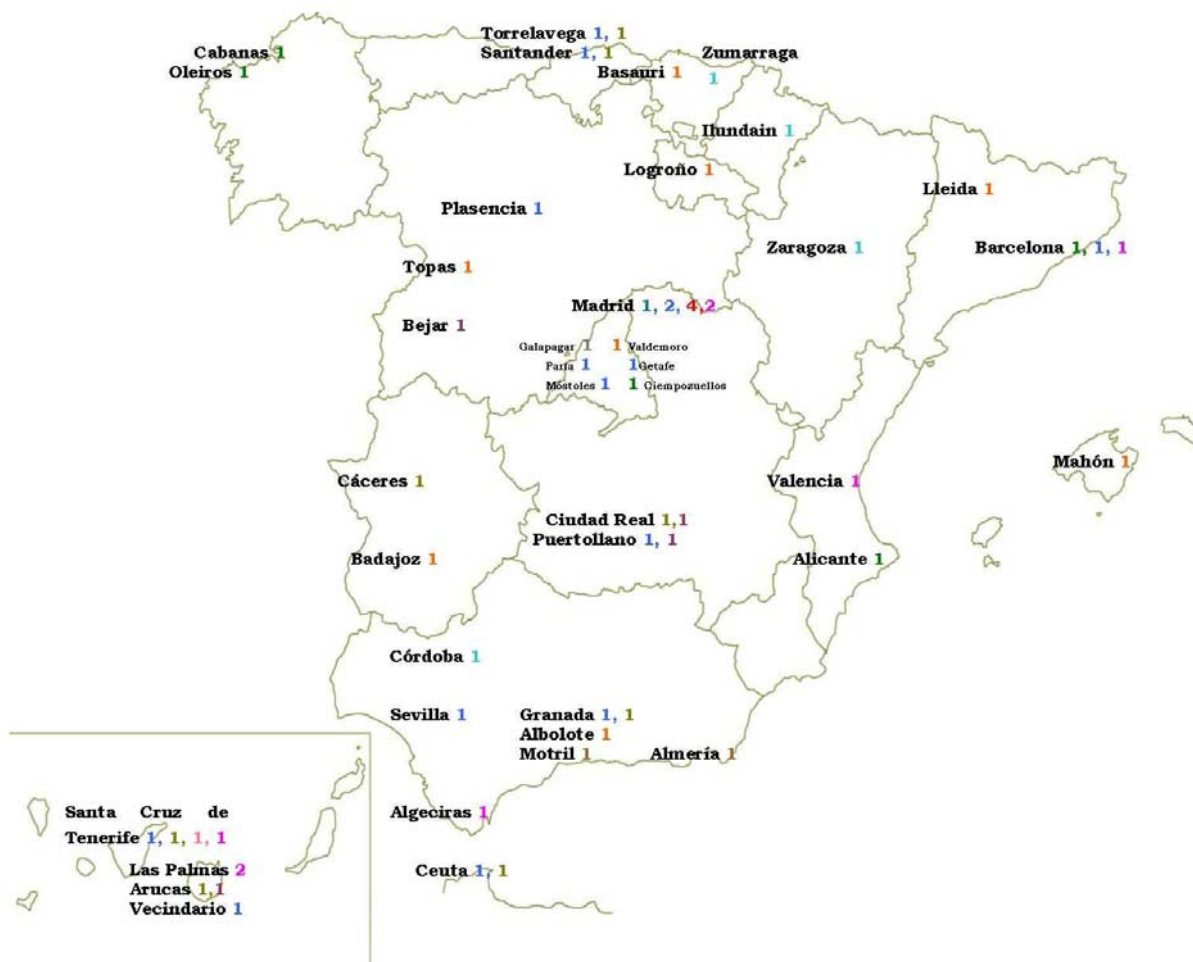 Torrelavega 1, 1
Cabanas 1
Santander 1, 1
Zumarraga
Oleiros 1
Basauri 1
1
Ilundain 1
Logroño 1
Lleida 1
Plasencia 1
Zaragoza 1
Barcelona 1, 1, 1
Topas 1
Madrid 1, 2, 4,2
Bejar 1
Galapagar 1
1 Valdemoro
Parla 1
1Getafe
Móstoles 1
1 Ciempozuellos
Mahón 1
Cáceres 1
Valencia 1
Ciudad Real 1,1
Puertollano 1, 1
Badajoz 1
Alicante 1
Córdoba 1
Sevilla 1
Granada 1, 1
Albolote 1
Motril 1
Almería 1
Santa Cruz de
Tenerife 1, 1, 1, 1
Algeciras 1
Las Palmas 2
Arucas 1,1
Vecindario 1
Ceuta 1, 1